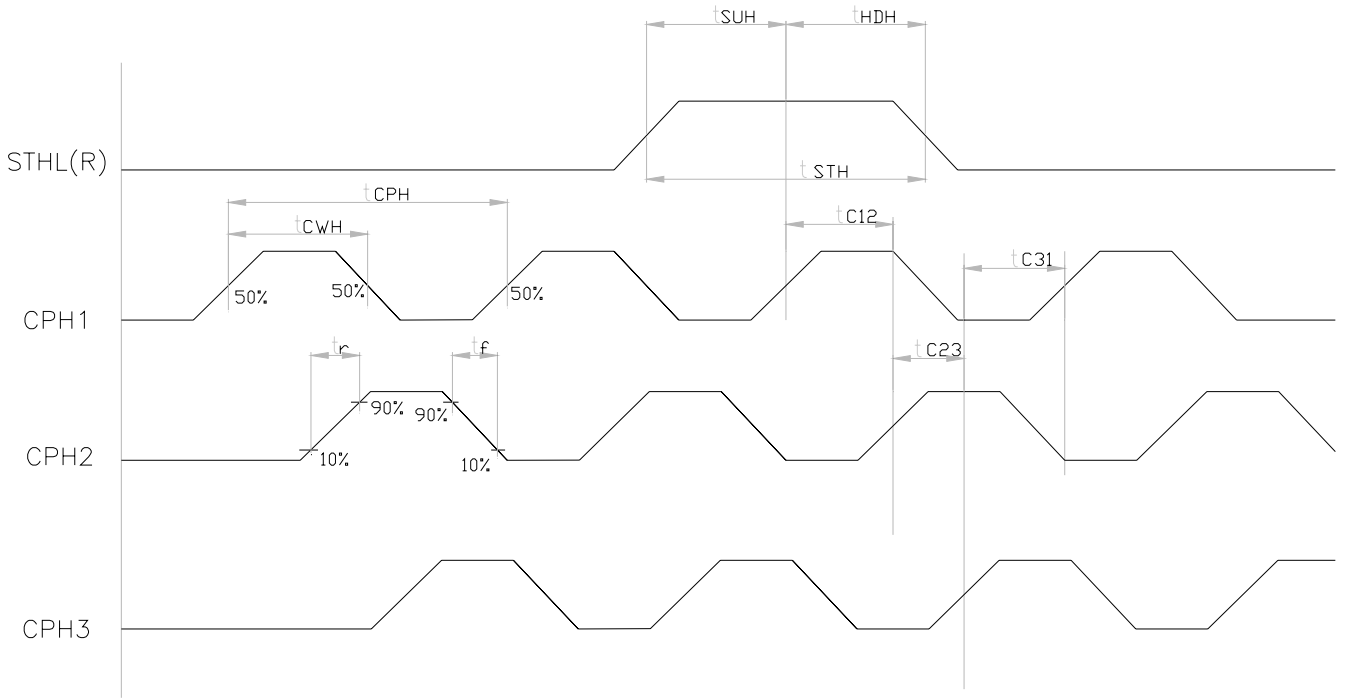 tSUH tHDH
STHL(R)
tSTH
tCPH
tCWH
tC12
tC31
50% 50% 50%
CPH1
tr tf
tC23
90% 90%
CPH2
10% 10%
CPH3